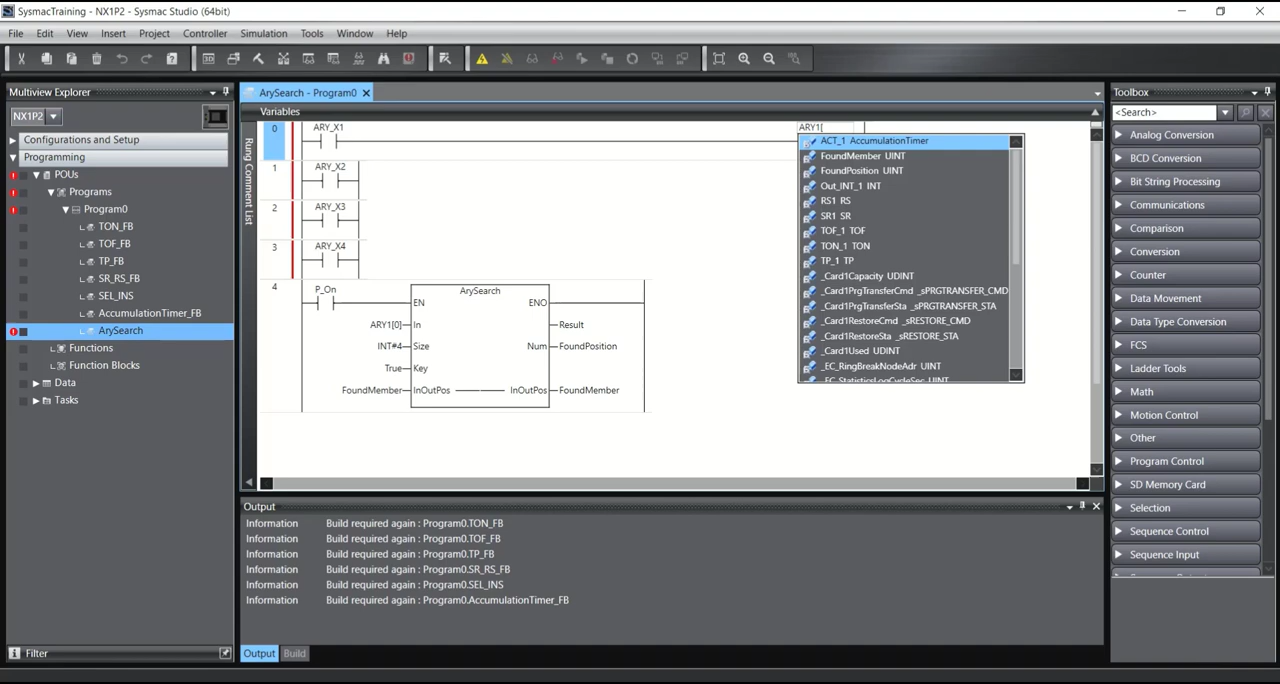 SysmacTraining - NX1P2 - Sysmac Studio (64bit)
File Edit View Insert Project Controller Simulation Tools Window Help
Multiview Explorer
NX1P2
Configurations and Setup
Programming
POUs
Programs
Program0
TON_FB
TOF_FB
TP_FB
SR_RS_FB
SEL_INS
AccumulationTimer_FB
ArySearch
Functions
Function Blocks
Data
Tasks
Filter
ArySearch - Program0
Variables
Rung Comment List
0
ARY_X1
ARY1[
1
ARY_X2
2
ARY_X3
3
ARY_X4
4
P_On
ArySearch
EN ENO
ARY1[0] In Result
INT#4 Size Num FoundPosition
True Key
FoundMember InOutPos InOutPos FoundMember
ACT_1 AccumulationTimer
FoundMember UINT
FoundPosition UINT
Out_INT_1 INT
RS1 RS
SR1 SR
TOF_1 TOF
TON_1 TON
TP_1 TP
_Card1Capacity UDINT
_Card1PrgTransferCmd _sPRGTRANSFER_CMD
_Card1PrgTransferSta _sPRGTRANSFER_STA
_Card1RestoreCmd _sRESTORE_CMD
_Card1RestoreSta _sRESTORE_STA
_Card1Used UDINT
_EC_RingBreakNodeAdr UINT
_EC_StatisticsLogCycleSec UINT
Output
Information Build required again : Program0.TON_FB
Information Build required again : Program0.TOF_FB
Information Build required again : Program0.TP_FB
Information Build required again : Program0.SR_RS_FB
Information Build required again : Program0.SEL_INS
Information Build required again : Program0.AccumulationTimer_FB
Output Build
Toolbox
<Search>
Analog Conversion
BCD Conversion
Bit String Processing
Communications
Comparison
Conversion
Counter
Data Movement
Data Type Conversion
FCS
Ladder Tools
Math
Motion Control
Other
Program Control
SD Memory Card
Selection
Sequence Control
Sequence Input